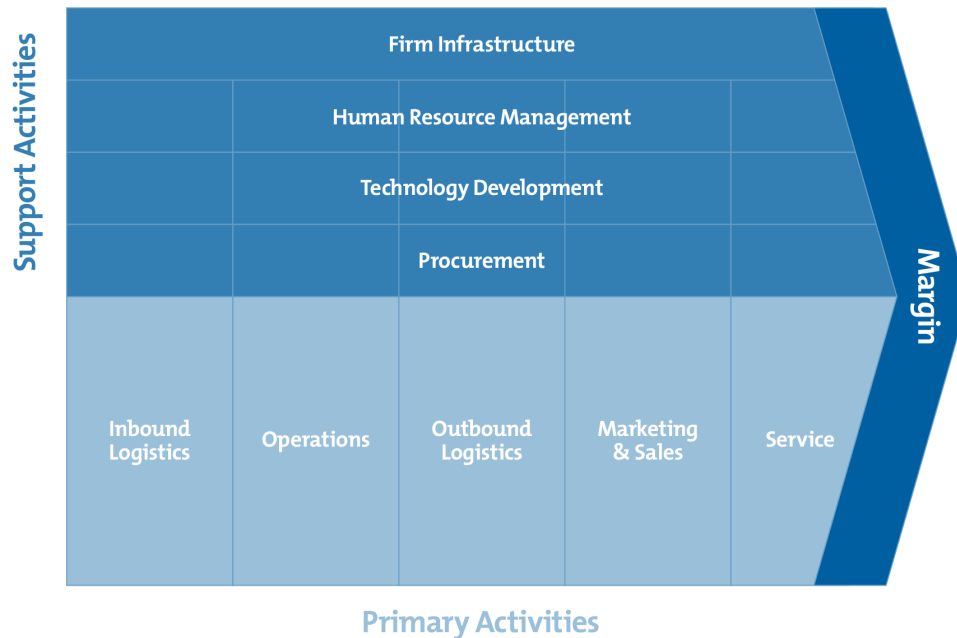 Support Activities
Firm Infrastructure
Human Resource Management
Technology Development
Procurement
Margin
Inbound
Logistics
Operations
Outbound
Logistics
Marketing
& Sales
Service
Primary Activities